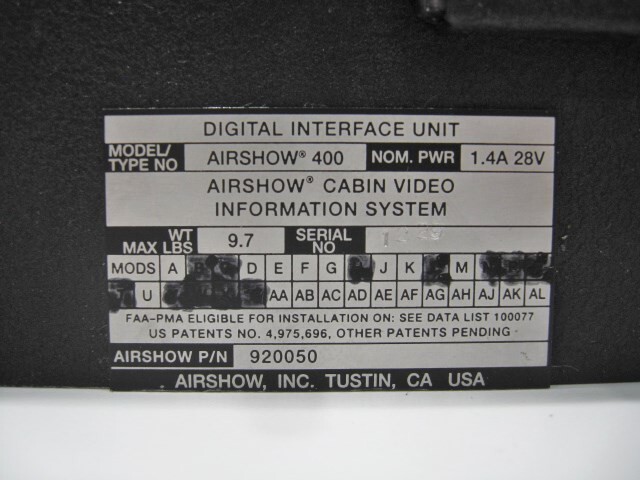 DIGITAL INTERFACE UNIT
MODEL/ TYPE NO AIRSHOW® 400 NOM. PWR 1.4A 28V
AIRSHOW® CABIN VIDEO
INFORMATION SYSTEM
WT MAX LBS 9.7 SERIAL NO
MODS A D E F G J K M
U AA AB AC AD AE AF AG AH AJ AK AL
FAA-PMA ELIGIBLE FOR INSTALLATION ON: SEE DATA LIST 100077
US PATENTS NO. 4,975,696, OTHER PATENTS PENDING
AIRSHOW P/N 920050
AIRSHOW, INC. TUSTIN, CA USA